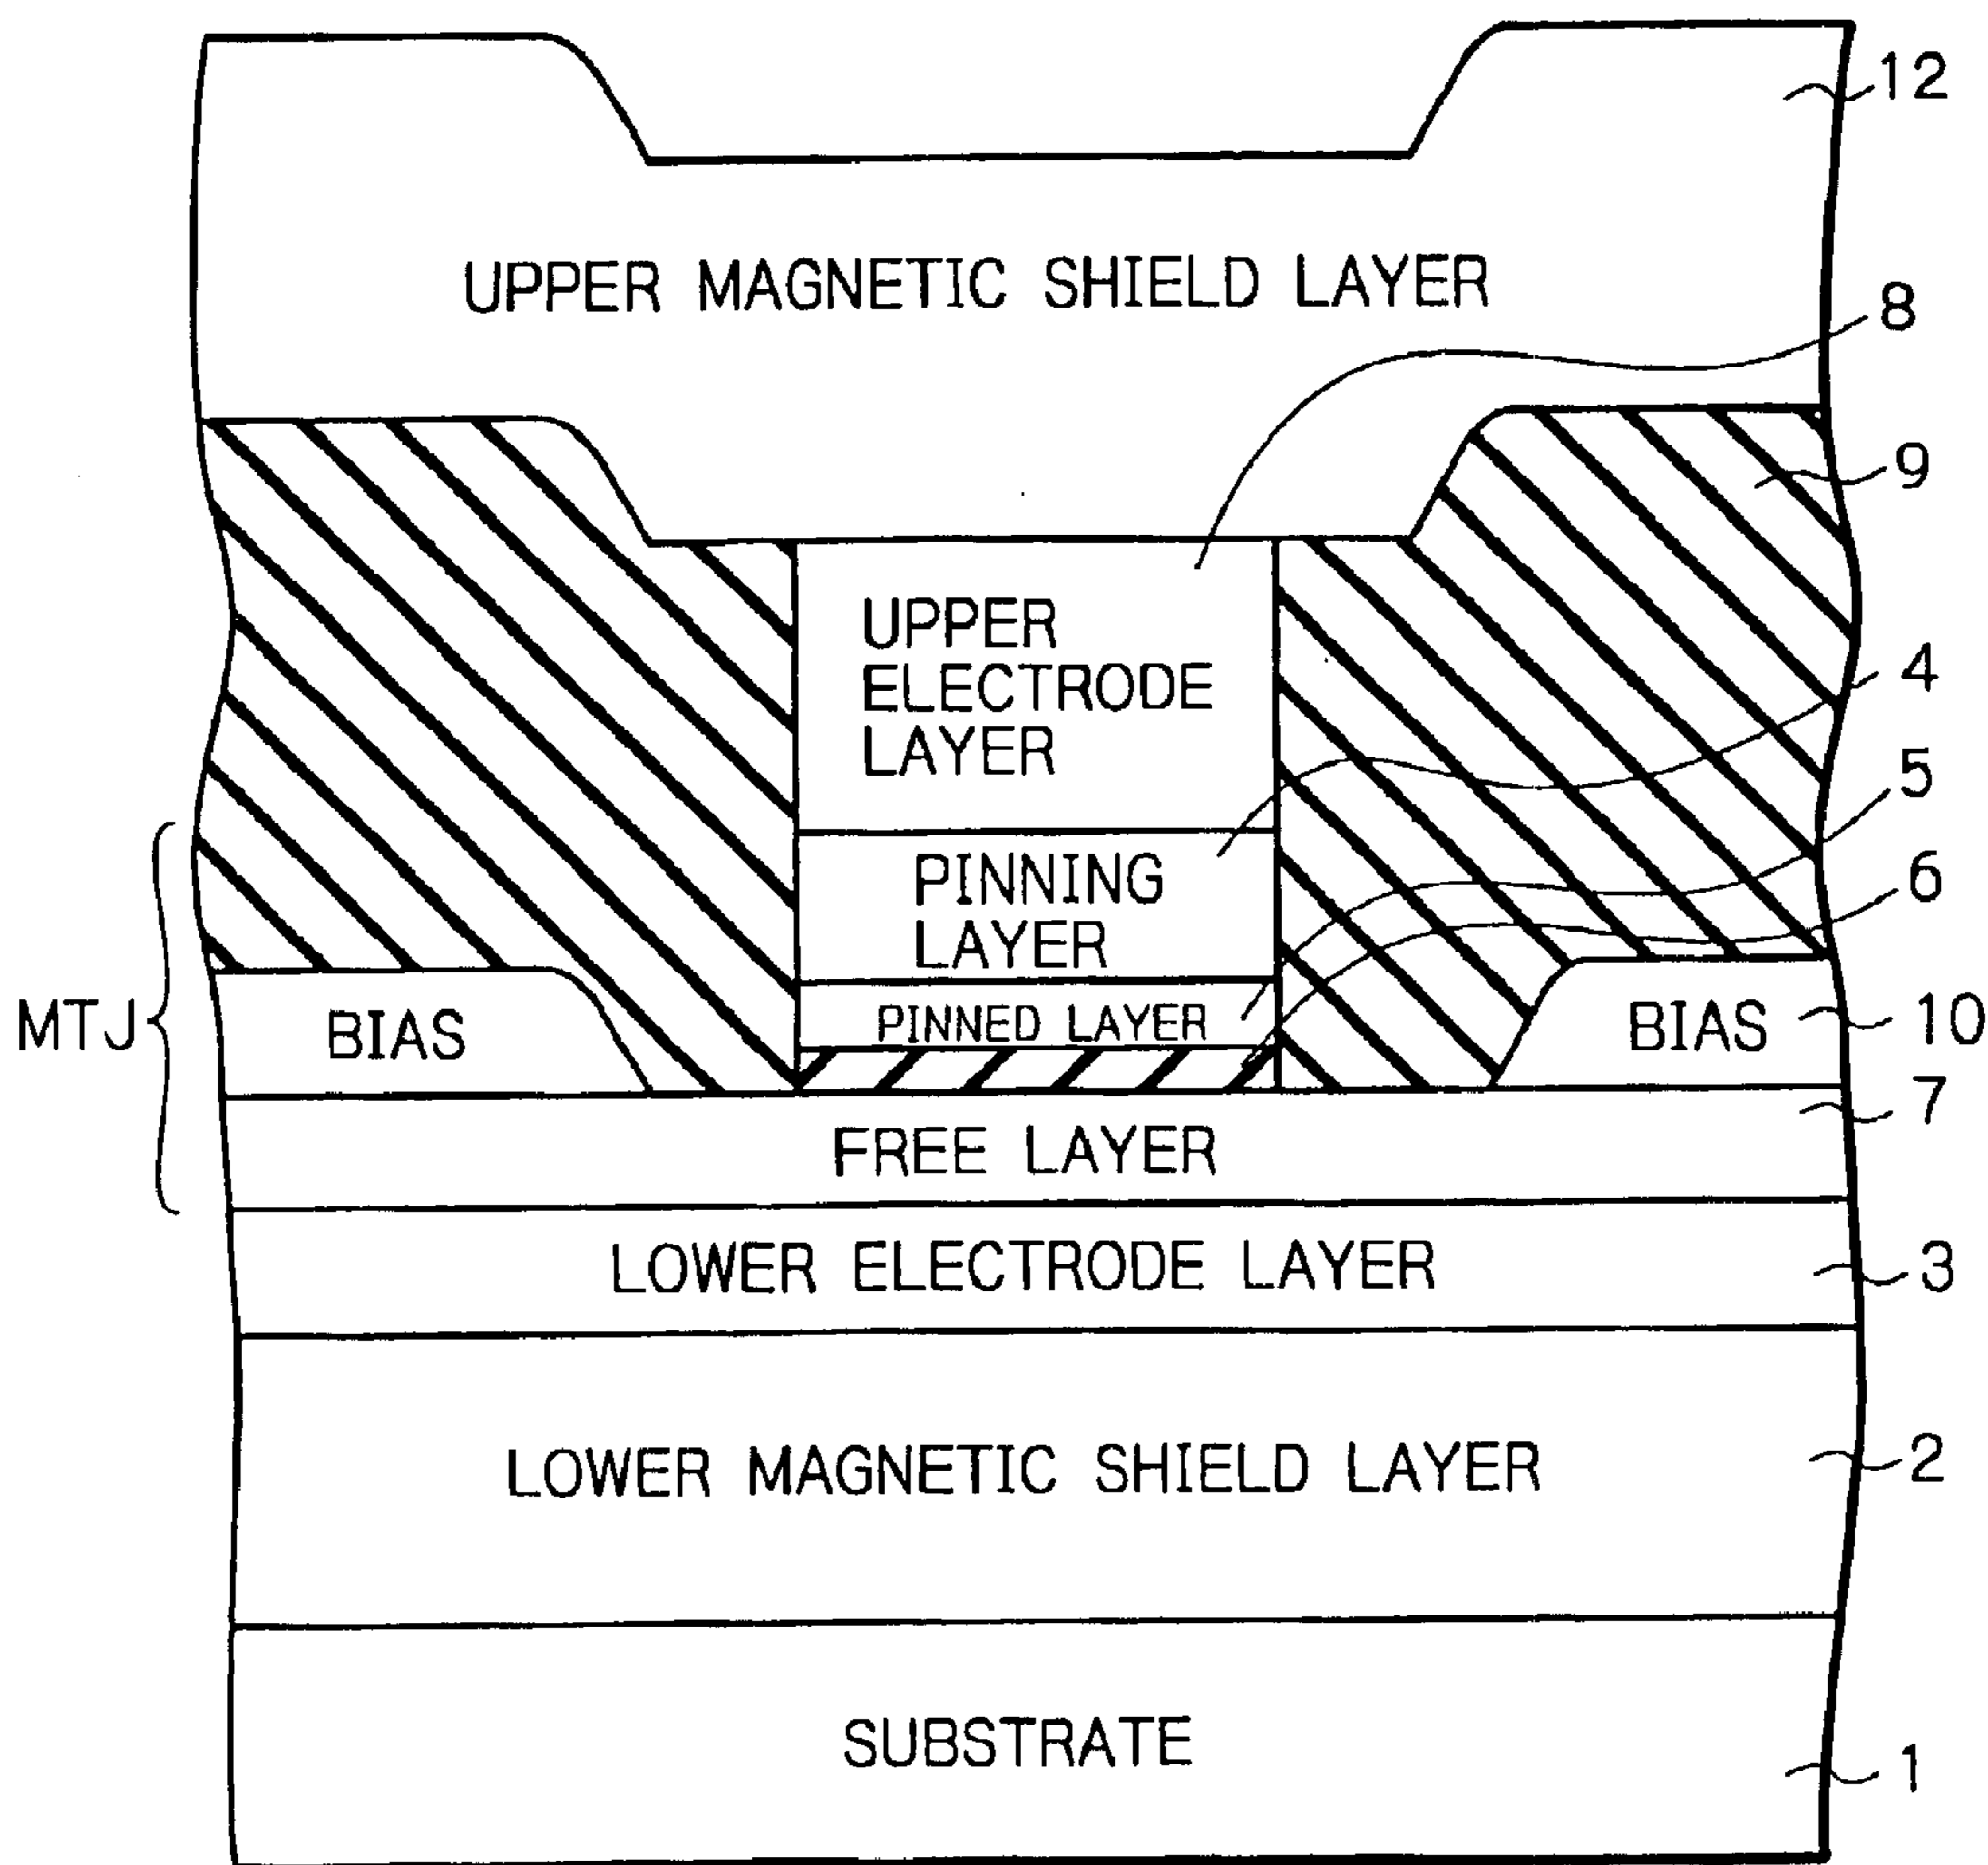 12
UPPER MAGNETIC SHIELD LAYER
8
9
UPPER
ELECTRODE
LAYER
4
5
PINNING
LAYER
6
MTJ
BIAS
PINNED LAYER
BIAS
10
7
FREE LAYER
LOWER ELECTRODE LAYER
3
LOWER MAGNETIC SHIELD LAYER
2
SUBSTRATE
1